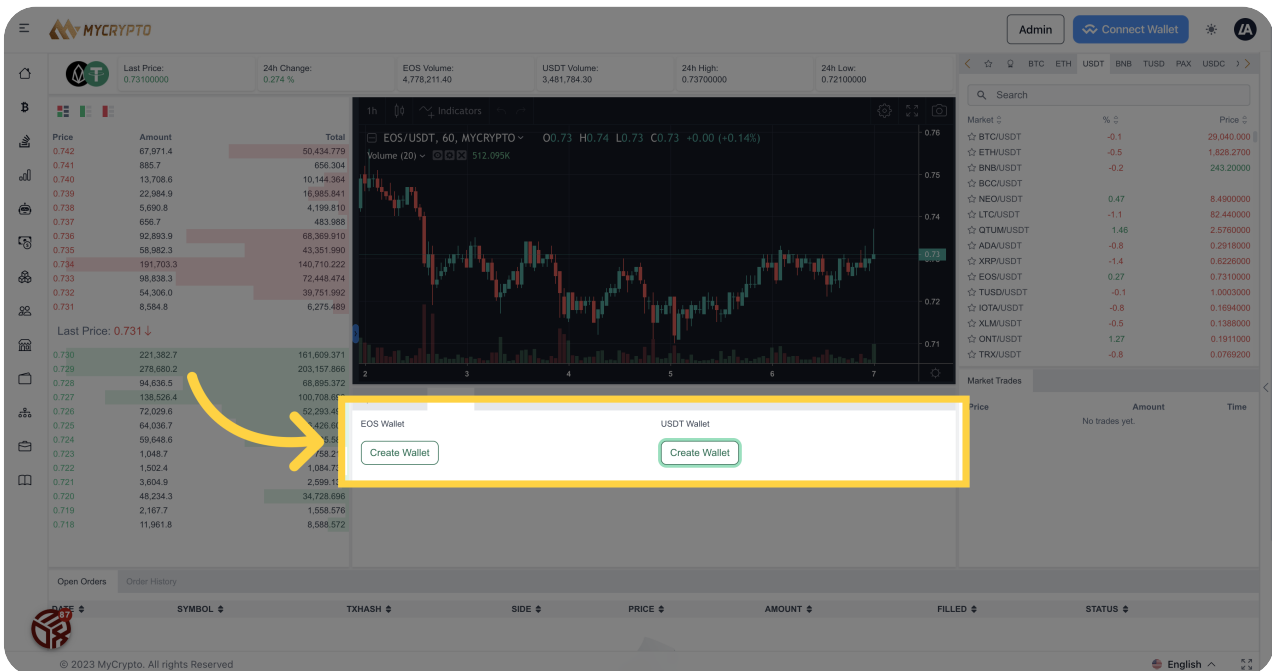 MYCRYPTO
Admin
Connect Wallet
Last Price:
0.73100000
24h Change:
0.274 %
EOS Volume:
4,778,211.40
USDT Volume:
3,481,784.30
24h High:
0.73700000
24h Low:
0.72100000
BTC ETH USDT BNB TUSD PAX USDC
Search
Market % Price
BTC/USDT -0.1 29,040.000
ETH/USDT -0.5 1,828.2700
BNB/USDT -0.2 243.20000
BCC/USDT
NEO/USDT 0.47 8.4900000
LTC/USDT -1.1 82.440000
QTUM/USDT 1.46 2.5760000
ADA/USDT -0.8 0.2918000
XRP/USDT -1.4 0.6226000
EOS/USDT 0.27 0.7310000
TUSD/USDT -0.1 1.0003000
IOTA/USDT -0.8 0.1694000
XLM/USDT -0.5 0.1388000
ONT/USDT 1.27 0.1911000
TRX/USDT -0.8 0.0769200
Price Amount Total
0.742 67,971.4 50,434.779
0.741 885.7 656.304
0.740 13,708.6 10,144.364
0.739 22,984.9 16,985.841
0.738 5,690.8 4,199.810
0.737 656.7 483.988
0.736 92,893.9 68,369.910
0.735 58,982.3 43,351.990
0.734 191,703.3 140,710.222
0.733 98,838.3 72,448.474
0.732 54,306.0 39,751.992
0.731 8,584.8 6,275.489
Last Price: 0.731↓
0.730 221,382.7 161,609.371
0.729 278,680.2 203,157.866
0.728 94,636.5 68,895.372
0.727 138,526.4
0.726 72,029.6
0.725 64,036.7
0.724 59,648.6
0.723 1,048.7
0.722 1,502.4
0.721 3,604.9
0.720 48,234.3 34,728.696
0.719 2,167.7 1,558.576
0.718 11,961.8 8,588.572
1h Indicators
EOS/USDT, 60, MYCRYPTO O0.73 H0.74 L0.73 C0.73 +0.00 (+0.14%)
Volume (20) 512.095K
0.76
0.75
0.74
0.73
0.72
0.71
2 3 4 5 6 7
EOS Wallet
Create Wallet
USDT Wallet
Create Wallet
Market Trades
Price Amount Time
No trades yet.
Open Orders Order History
DATE SYMBOL TXHASH SIDE PRICE AMOUNT FILLED STATUS
87
© 2023 MyCrypto. All rights Reserved
English